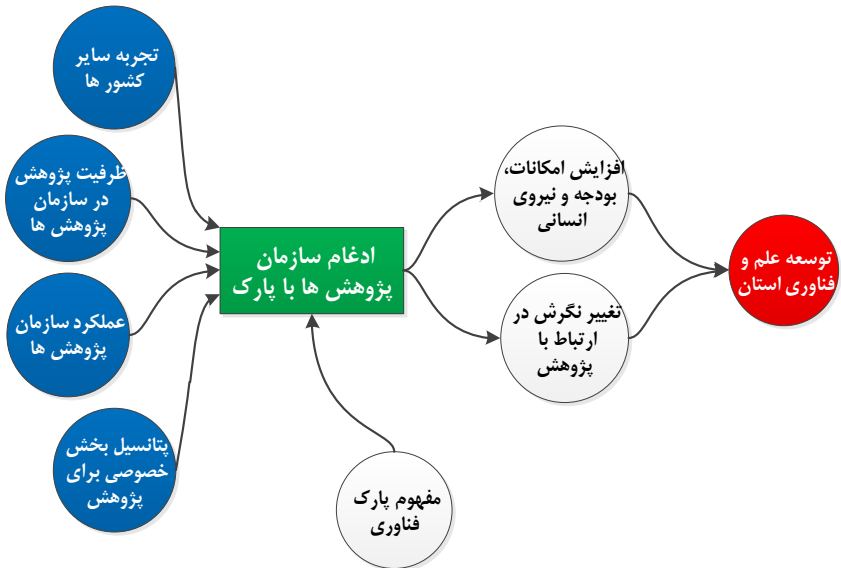 تجربه سایر
کشور ها
ظرفیت پژوهش
در سازمان
پژوهش ها
عملکرد سازمان
پژوهش ها
پتانسیل بخش
خصوصی برای
پژوهش
ادغام سازمان
پژوهش ها با پارک
مفهوم پارک
فناوری
افزایش امکانات،
بودجه و نیروی
انسانی
تغییر نگرش در
ارتباط با
پژوهش
توسعه علم و
فناوری استان